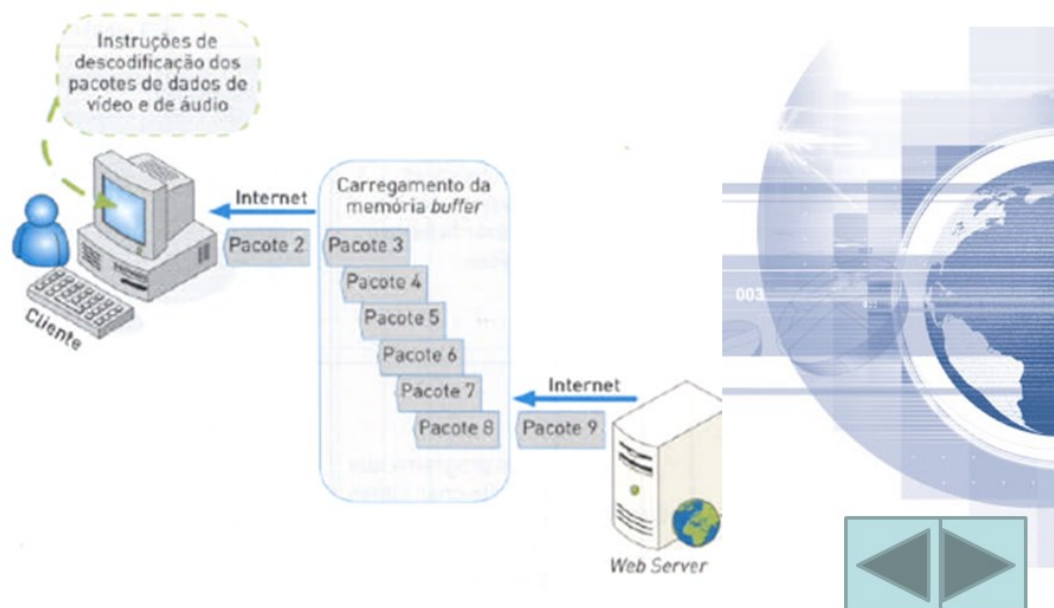 Instruções de
descodificação dos
pacotes de dados de
vídeo e de áudio
Internet
Carregamento da
memória buffer
Pacote 2
Pacote 3
Pacote 4
Pacote 5
Pacote 6
Pacote 7
Pacote 8
Cliente
Internet
Pacote 9
Web Server
003